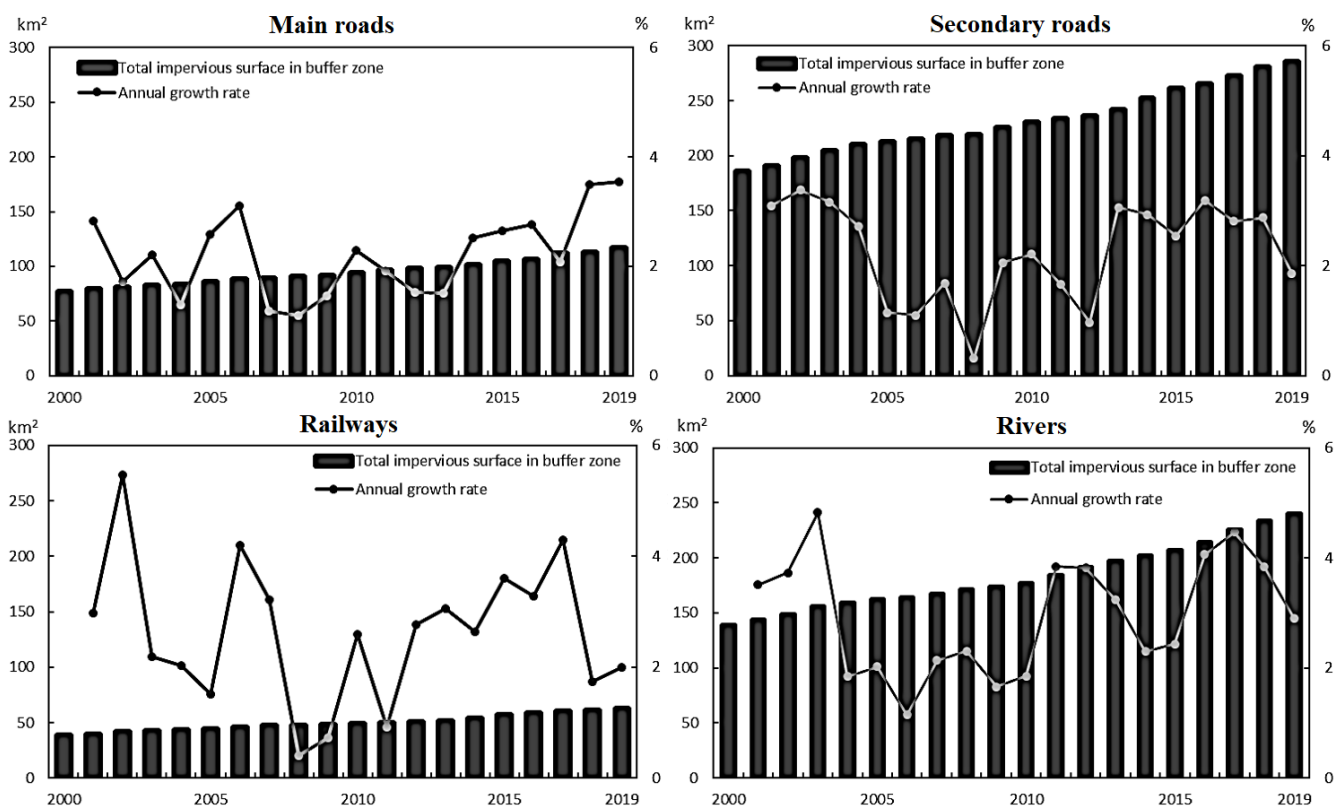 km² Main roads %
300 6
Total impervious surface in buffer zone
250
Annual growth rate
200 4
150
100 2
50
0 0
2000 2005 2010 2015 2019
km² Secondary roads %
300 6
Total impervious surface in buffer zone
250
Annual growth rate
200 4
150
100 2
50
0 0
2000 2005 2010 2015 2019
km² Railways %
300 6
Total impervious surface in buffer zone
250
Annual growth rate
200 4
150
100 2
50
0 0
2000 2005 2010 2015 2019
km² Rivers %
300 6
Total impervious surface in buffer zone
250
Annual growth rate
200 4
150
100 2
50
0 0
2000 2005 2010 2015 2019